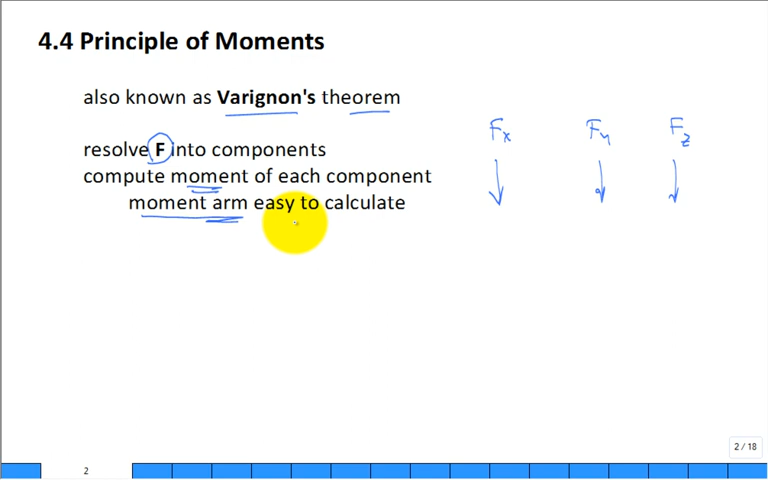 4.4 Principle of Moments
also known as Varignon's theorem
resolve F into components
compute moment of each component
moment arm easy to calculate
Fx Fy Fz
2 / 18
2